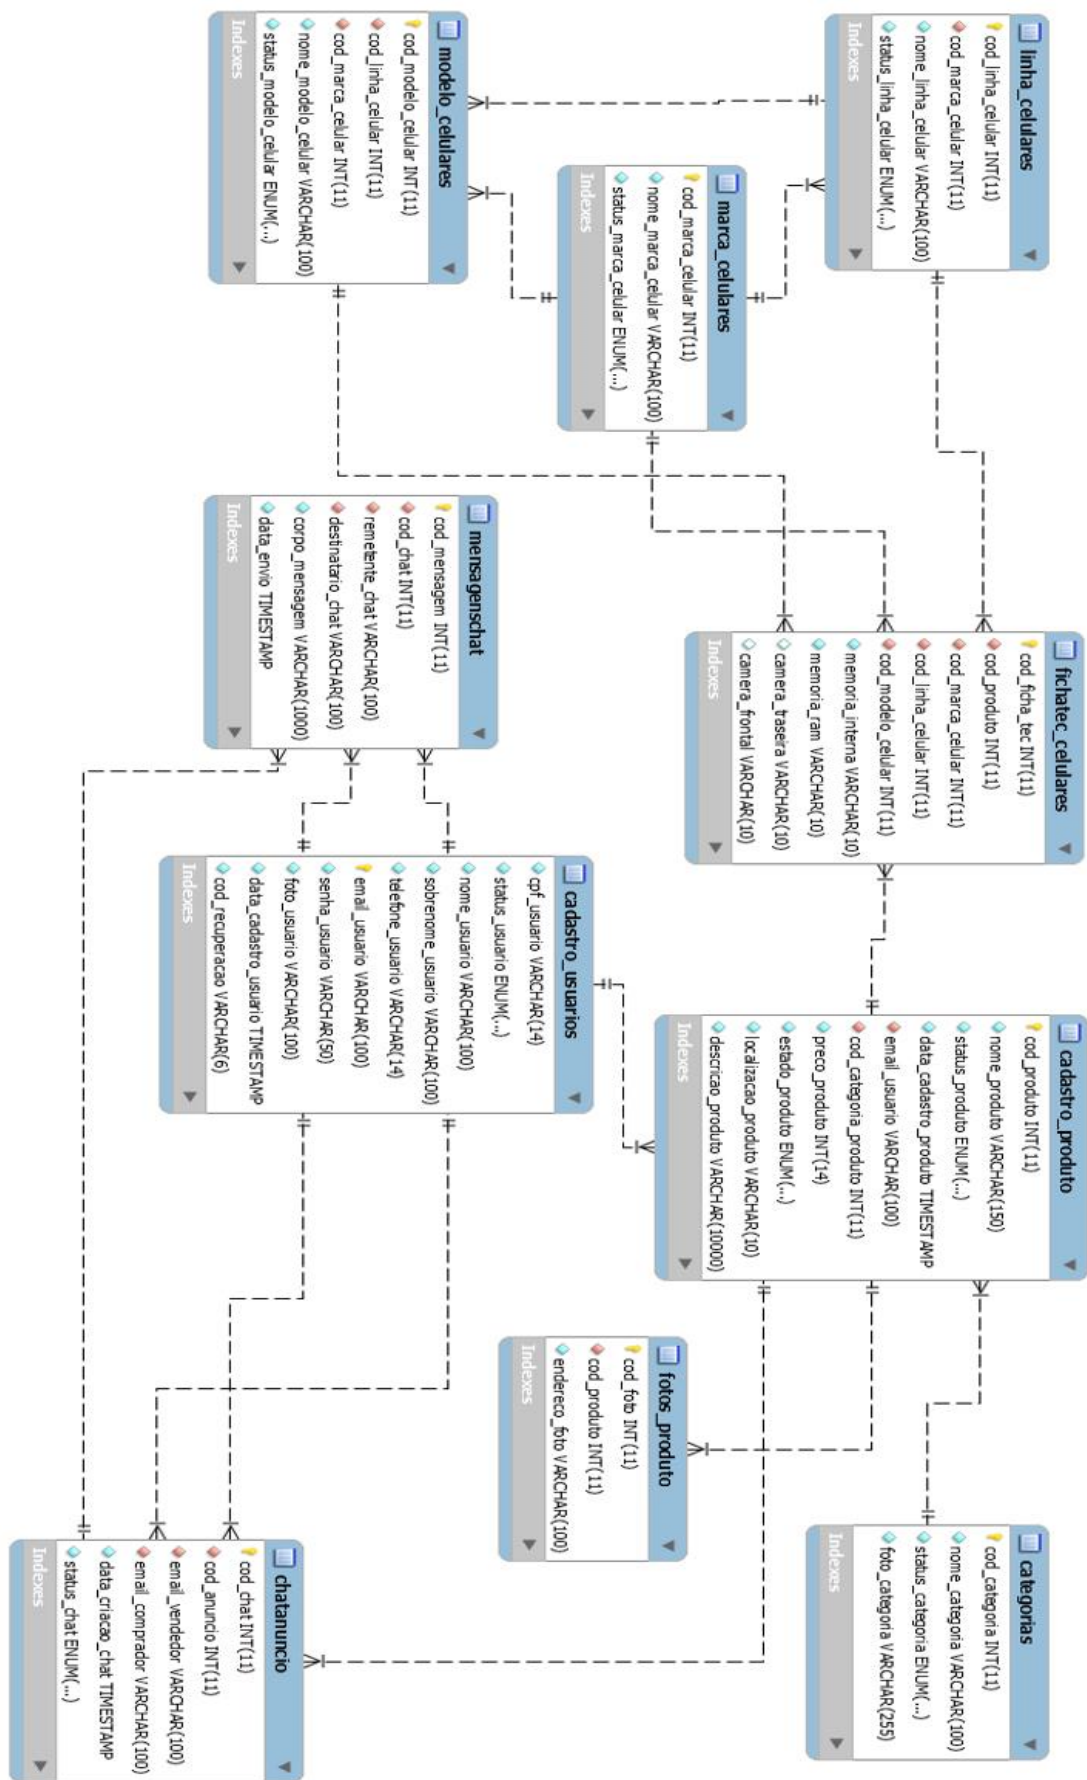 linha_celulares
cod_linha_celular INT(11)
cod_marca_celular INT(11)
nome_linha_celular VARCHAR(100)
status_linha_celular ENUM(...)
Indexes
modelo_celulares
cod_modelo_celular INT(11)
cod_linha_celular INT(11)
cod_marca_celular INT(11)
nome_modelo_celular VARCHAR(100)
status_modelo_celular ENUM(...)
Indexes
marca_celulares
cod_marca_celular INT(11)
nome_marca_celular VARCHAR(100)
status_marca_celular ENUM(...)
Indexes
fichatec_celulares
cod_ficha_tec INT(11)
cod_produto INT(11)
cod_marca_celular INT(11)
cod_linha_celular INT(11)
cod_modelo_celular INT(11)
memoria_interna VARCHAR(10)
memoria_ram VARCHAR(10)
camera_traseira VARCHAR(10)
camera_frontal VARCHAR(10)
Indexes
mensagenschat
cod_mensagem INT(11)
cod_chat INT(11)
remetente_chat VARCHAR(100)
destinatario_chat VARCHAR(100)
corpo_mensagem VARCHAR(1000)
data_envio TIMESTAMP
Indexes
cadastro_usuarios
cpf_usuario VARCHAR(14)
status_usuario ENUM(...)
nome_usuario VARCHAR(100)
sobrenome_usuario VARCHAR(100)
telefone_usuario VARCHAR(14)
email_usuario VARCHAR(100)
senha_usuario VARCHAR(50)
foto_usuario VARCHAR(100)
data_cadastro_usuario TIMESTAMP
cod_recuperacao VARCHAR(6)
Indexes
cadastro_produto
cod_produto INT(11)
nome_produto VARCHAR(150)
status_produto ENUM(...)
data_cadastro_produto TIMESTAMP
email_usuario VARCHAR(100)
cod_categoria_produto INT(11)
preco_produto INT(14)
estado_produto ENUM(...)
localizacao_produto VARCHAR(10)
descricao_produto VARCHAR(10000)
Indexes
fotos_produto
cod_foto INT(11)
cod_produto INT(11)
endereco_foto VARCHAR(100)
Indexes
categorias
cod_categoria INT(11)
nome_categoria VARCHAR(100)
status_categoria ENUM(...)
foto_categoria VARCHAR(255)
Indexes
chatanuncio
cod_chat INT(11)
cod_anuncio INT(11)
email_vendedor VARCHAR(100)
email_comprador VARCHAR(100)
data_criacao_chat TIMESTAMP
status_chat ENUM(...)
Indexes